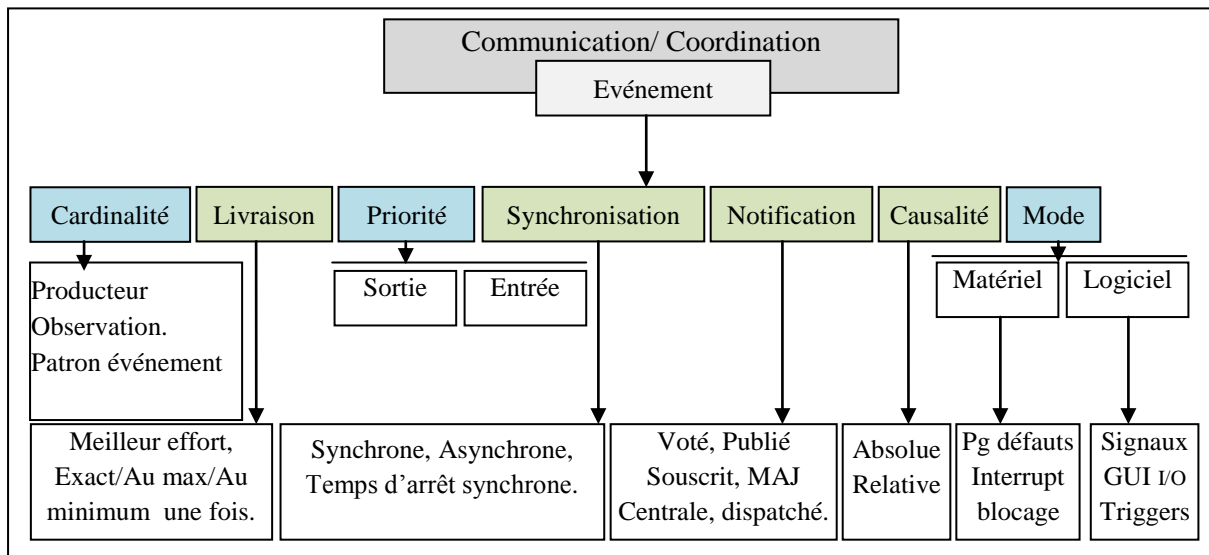 Communication/ Coordination
Evénement
Cardinalité
Livraison
Priorité
Synchronisation
Notification
Causalité
Mode
Producteur
Observation.
Patron événement
Sortie
Entrée
Matériel
Logiciel
Meilleur effort,
Exact/Au max/Au
minimum une fois.
Synchrone, Asynchrone,
Temps d'arrêt synchrone.
Voté, Publié
Souscrit, MAJ
Centrale, dispatché.
Absolue
Relative
Pg défauts
Interrupt
blocage
Signaux
GUI I/O
Triggers